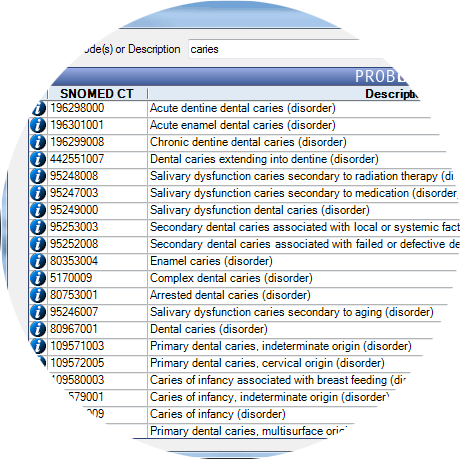 or Description caries
PROBLE
SNOMED CT Descripti
196298000 Acute dentine dental caries (disorder)
196301001 Acute enamel dental caries (disorder)
196299008 Chronic dentine dental caries (disorder)
442551007 Dental caries extending into dentine (disorder)
95248008 Salivary dysfunction caries secondary to radiation therapy (di
95247003 Salivary dysfunction caries secondary to medication (disorder
95249000 Salivary dysfunction dental caries (disorder)
95253003 Secondary dental caries associated with local or systemic fact
95252008 Secondary dental caries associated with failed or defective de
80353004 Enamel caries (disorder)
5170009 Complex dental caries (disorder)
80753001 Arrested dental caries (disorder)
95246007 Salivary dysfunction caries secondary to aging (disorder)
80967001 Dental caries (disorder)
109571003 Primary dental caries, indeterminate origin (disorder)
109572005 Primary dental caries, cervical origin (disorder)
109580003 Caries of infancy associated with breast feeding (di
579001 Caries of infancy, indeterminate origin (disorder)
009 Caries of infancy (disorder)
Primary dental caries, multisurface ori